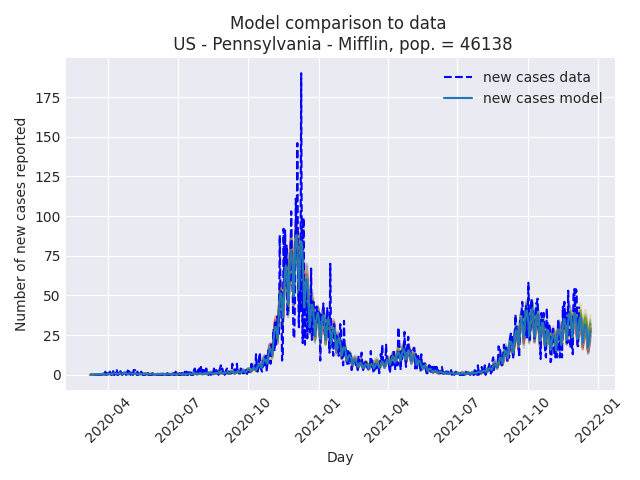 Model comparison to data
US - Pennsylvania - Mifflin, pop. = 46138
new cases data
new cases model
Number of new cases reported
175
150
125
100
75
50
25
0
2020-04
2020-07
2020-10
2021-01
2021-04
2021-07
2021-10
2022-01
Day